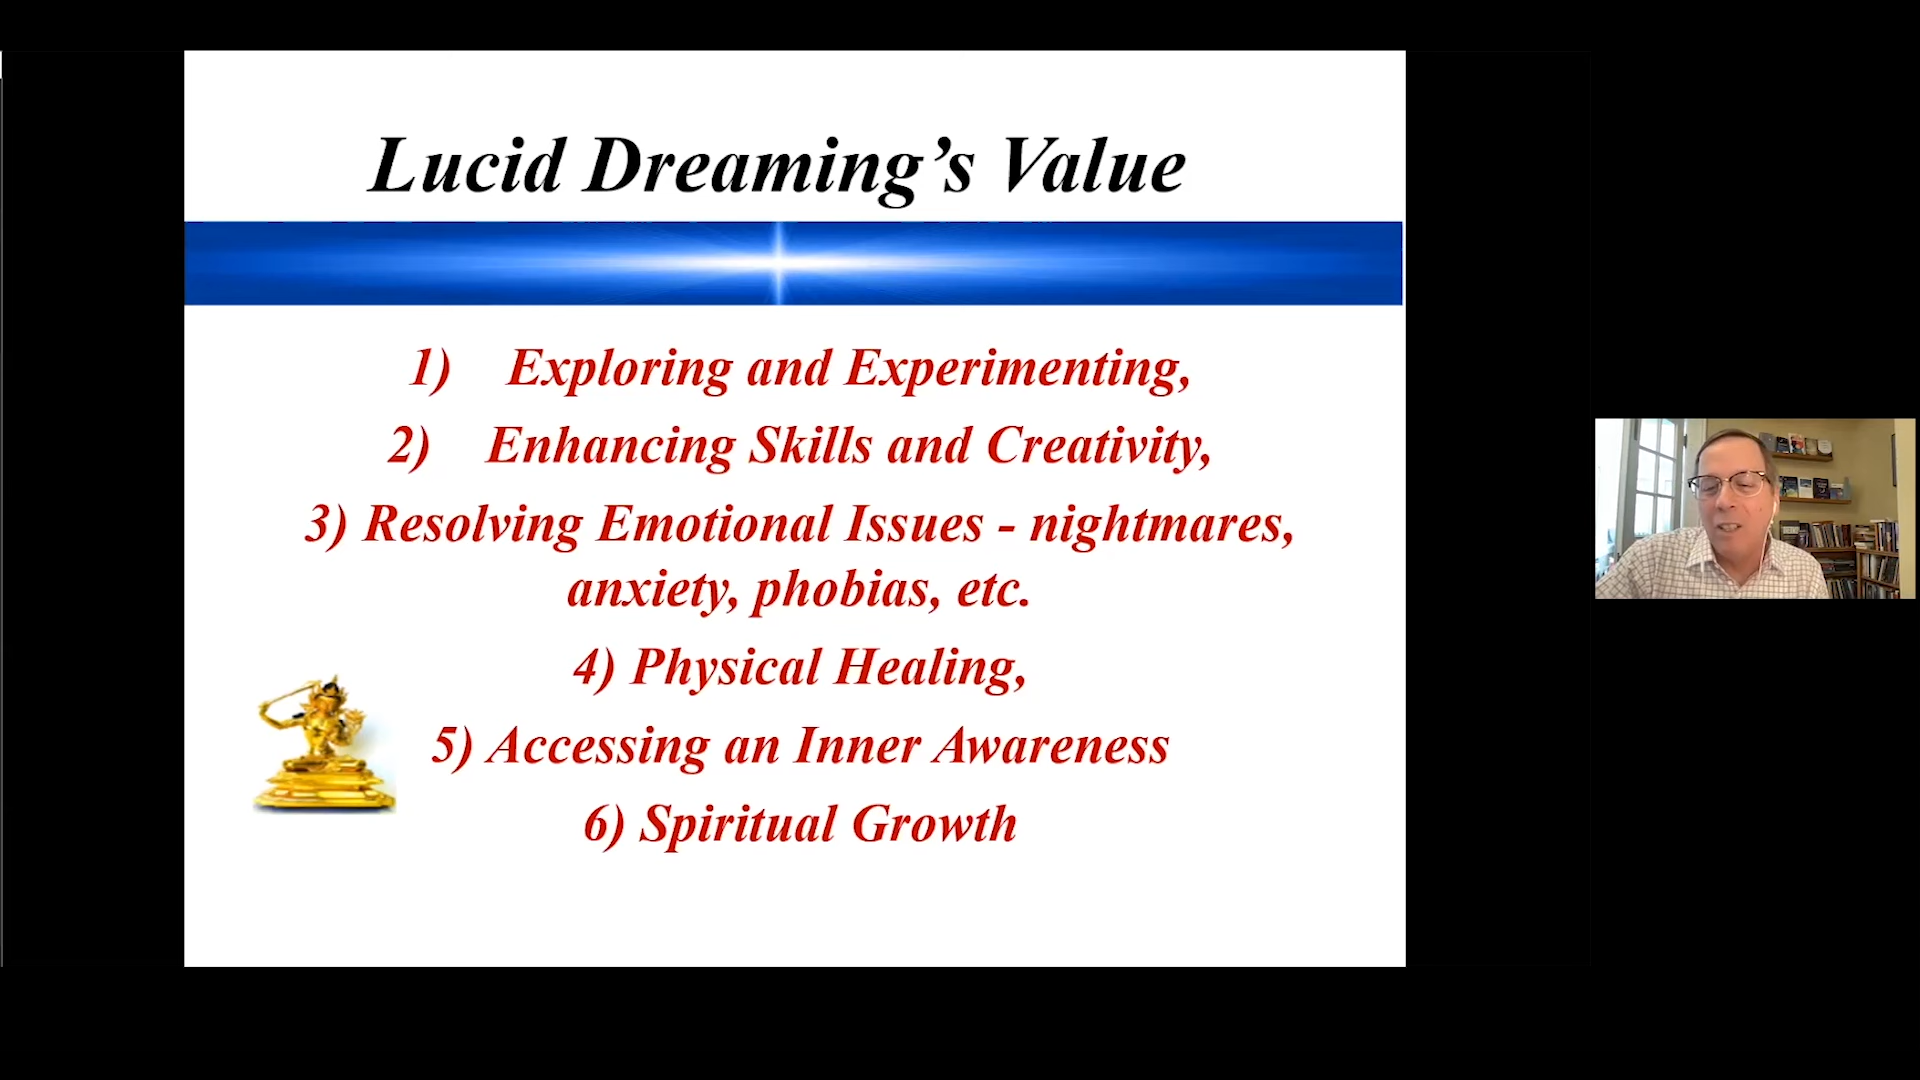 Lucid Dreaming’s Value
1) Exploring and Experimenting,
2) Enhancing Skills and Creativity,
3) Resolving Emotional Issues - nightmares,
anxiety, phobias, etc.
4) Physical Healing,
5) Accessing an Inner Awareness
6) Spiritual Growth